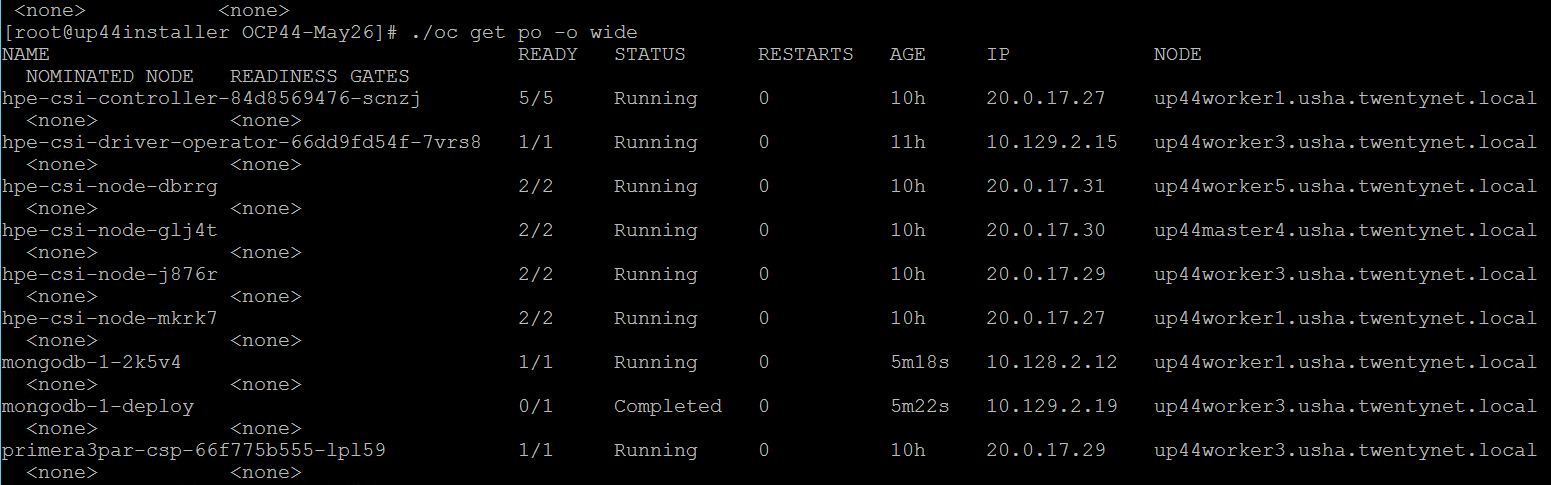 <none> <none>
[root@up44installer OCP44-May26]# ./oc get po -o wide
NAME READY STATUS RESTARTS AGE IP NODE
NOMINATED NODE READINESS GATES
hpe-csi-controller-84d8569476-scnzj 5/5 Running 0 10h 20.0.17.27 up44worker1.usha.twentynet.local
<none> <none>
hpe-csi-driver-operator-66dd9fd54f-7vrs8 1/1 Running 0 11h 10.129.2.15 up44worker3.usha.twentynet.local
<none> <none>
hpe-csi-node-dbrrg 2/2 Running 0 10h 20.0.17.31 up44worker5.usha.twentynet.local
<none> <none>
hpe-csi-node-glj4t 2/2 Running 0 10h 20.0.17.30 up44master4.usha.twentynet.local
<none> <none>
hpe-csi-node-j876r 2/2 Running 0 10h 20.0.17.29 up44worker3.usha.twentynet.local
<none> <none>
hpe-csi-node-mkrk7 2/2 Running 0 10h 20.0.17.27 up44worker1.usha.twentynet.local
<none> <none>
mongodb-1-2k5v4 1/1 Running 0 5m18s 10.128.2.12 up44worker1.usha.twentynet.local
<none> <none>
mongodb-1-deploy 0/1 Completed 0 5m22s 10.129.2.19 up44worker3.usha.twentynet.local
<none> <none>
primera3par-csp-66f775b555-lpl59 1/1 Running 0 10h 20.0.17.29 up44worker3.usha.twentynet.local
<none> <none>